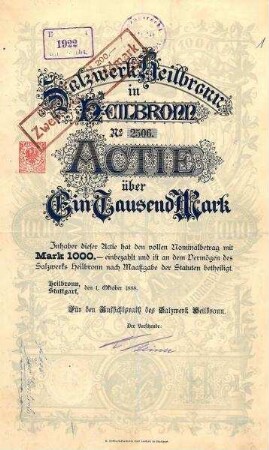 1
1922
Salzwerk Heilbronn
in
HEILBRONN
No 2506.
ACTIE
über
Ein Tausend Mark
Inhaber dieser Actie hat den vollen Nominalbetrag mit
Mark 1000.— einbezahlt und ist an dem Vermögen des
Salzwerks Heilbronn nach Maaßgabe der Statuten betheiligt
Heilbronn,
Stuttgart, den 1. Oktober
Für den Aufsichtsrath des Salzwerk Heilbronn.
Der Vorsitzende: